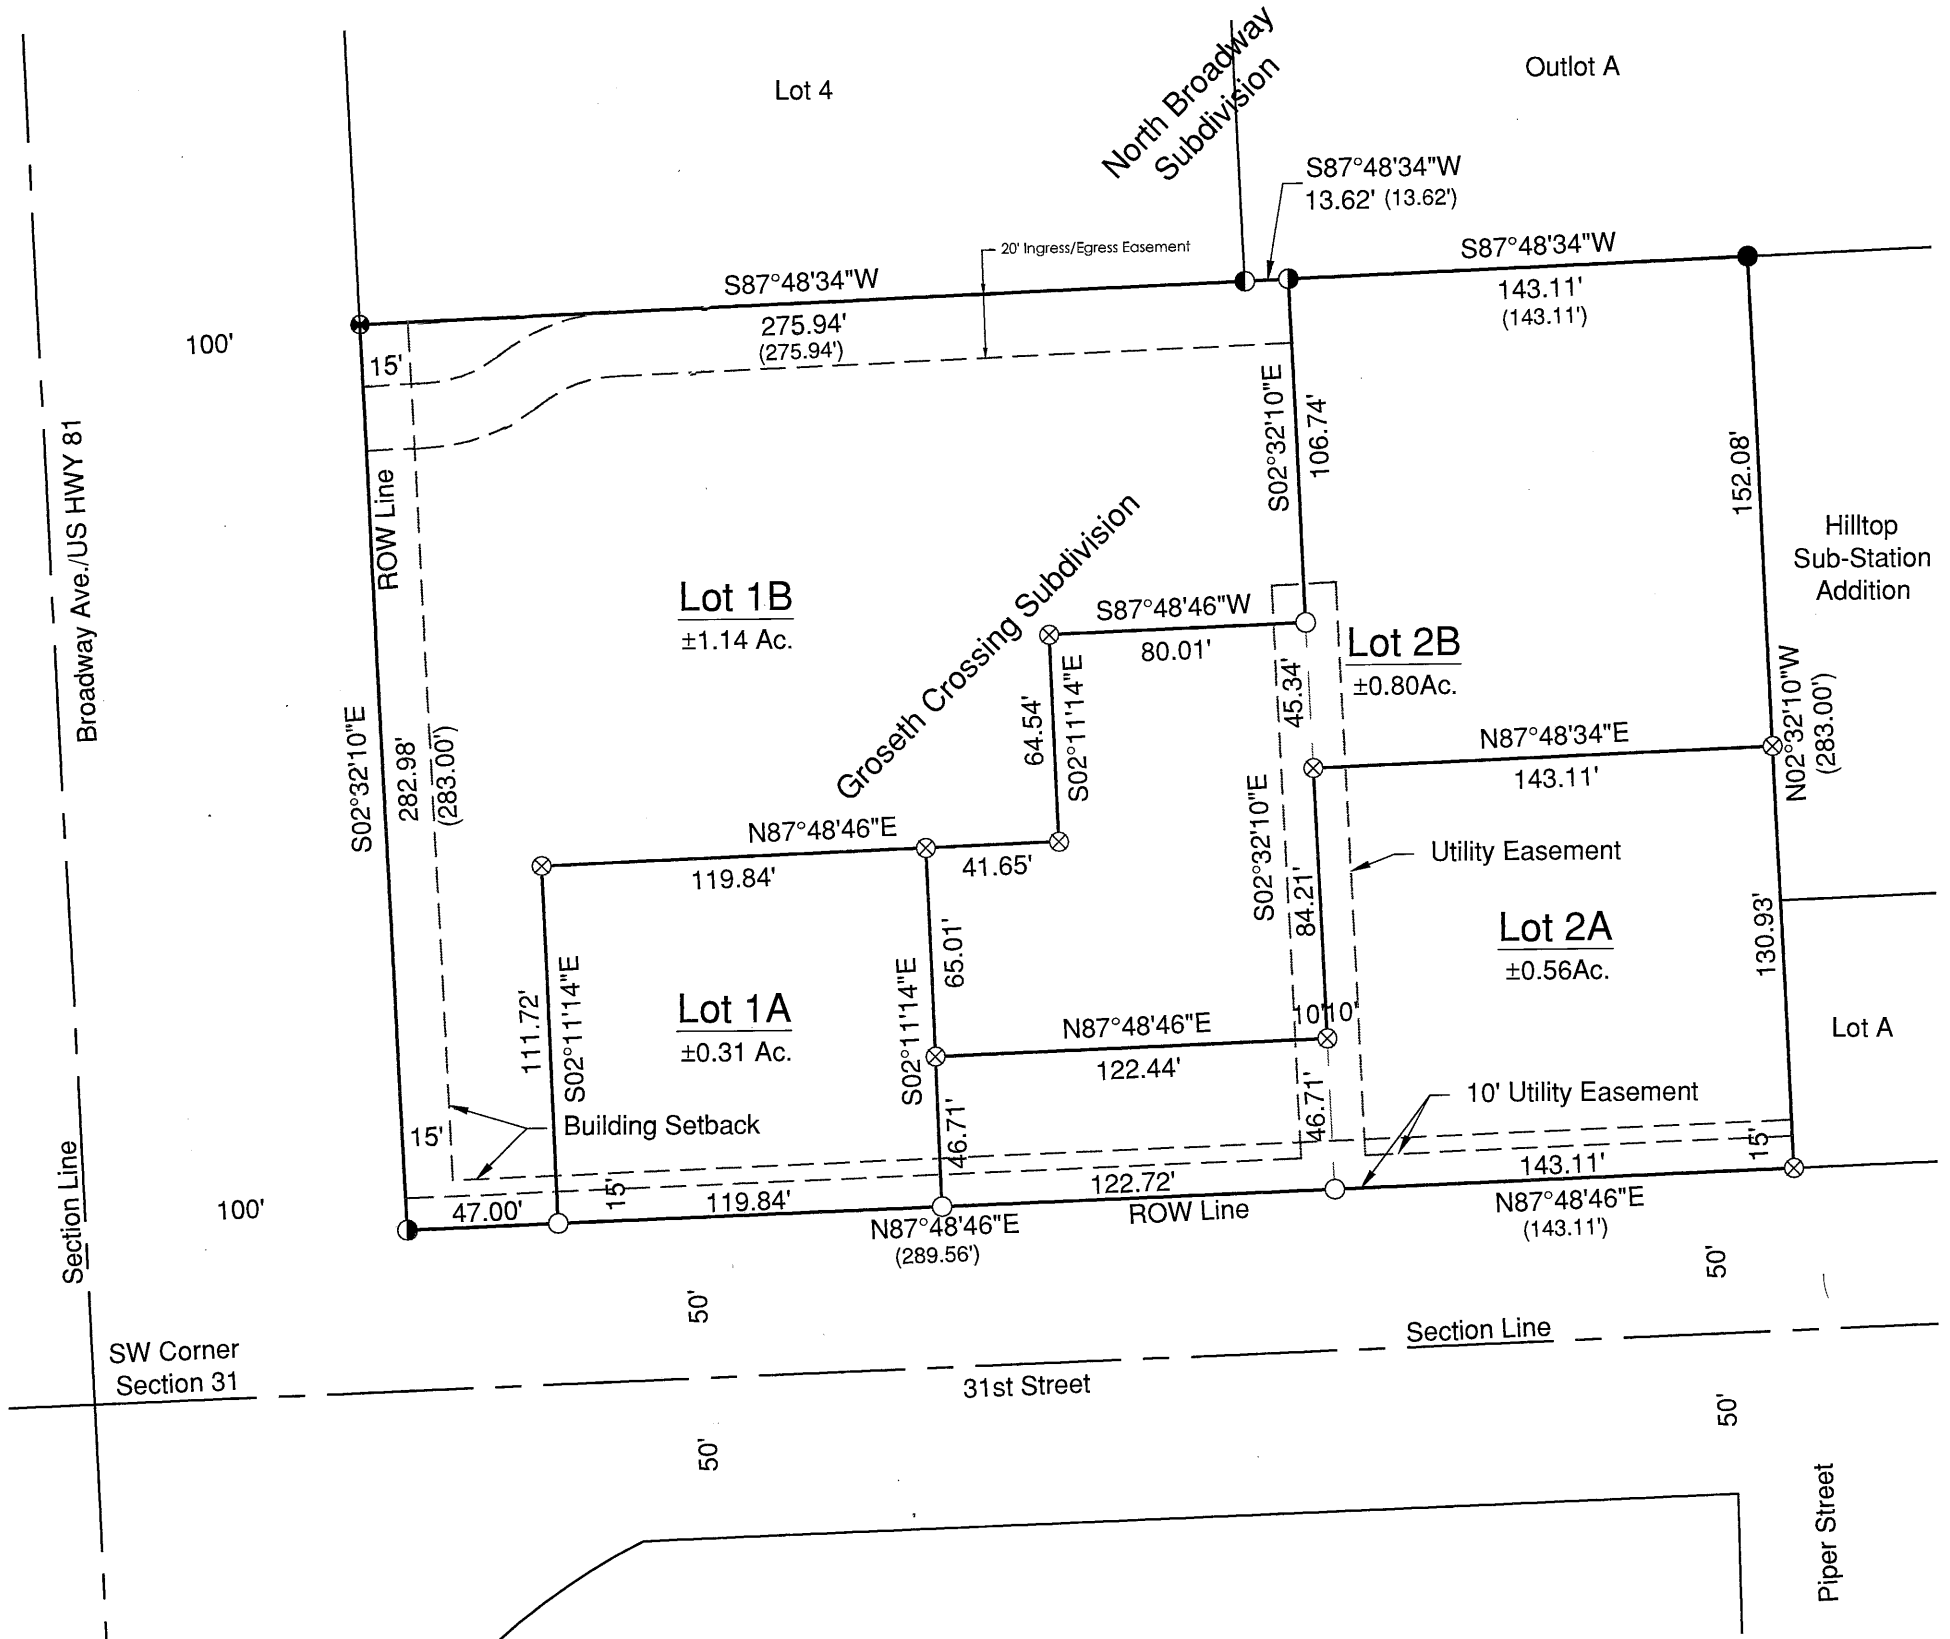 Lot 4
North Broadway
Subdivision
Outlot A
S87°48'34"W
13.62' (13.62')
20' Ingress/Egress Easement
S87°48'34"W
275.94'
(275.94')
S87°48'34"W
143.11'
(143.11')
100'
15'
ROW Line
Broadway Ave./US HWY 81
S02°32'10"E
106.74'
152.08'
Hilltop
Sub-Station
Addition
Lot 1B
±1.14 Ac.
Groseth Crossing Subdivision
S87°48'46"W
80.01'
Lot 2B
±0.80Ac.
S02°32'10"E
282.98'
(283.00')
64.54'
S02°11'14"E
45.34'
N87°48'34"E
143.11'
N02°32'10"W
(283.00')
N87°48'46"E
119.84'
41.65'
S02°32'10"E
84.21'
Utility Easement
Lot 2A
±0.56Ac.
130.93'
65.01'
S02°11'14"E
111.72'
S02°11'14"E
Lot 1A
±0.31 Ac.
10'
10'
N87°48'46"E
122.44'
Lot A
46.71'
46.71'
10' Utility Easement
Building Setback
15'
15'
15'
47.00'
119.84'
122.72'
143.11'
N87°48'46"E
(289.56')
ROW Line
N87°48'46"E
(143.11')
Section Line
100'
50'
50'
SW Corner
Section 31
Section Line
31st Street
50'
50'
Piper Street